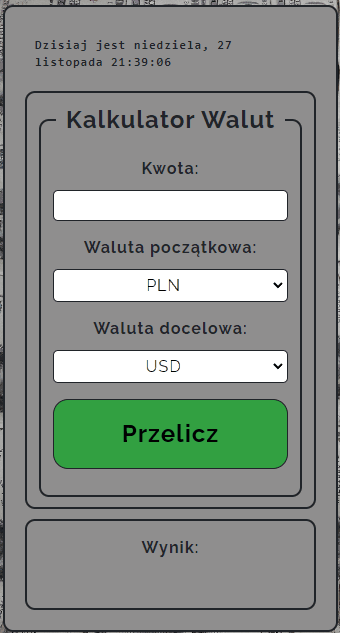 Dzisiaj jest niedziela, 27
listopada 21:39:06
Kalkulator Walut
Kwota:
Waluta początkowa:
PLN
Waluta docelowa:
USD
Przelicz
Wynik: